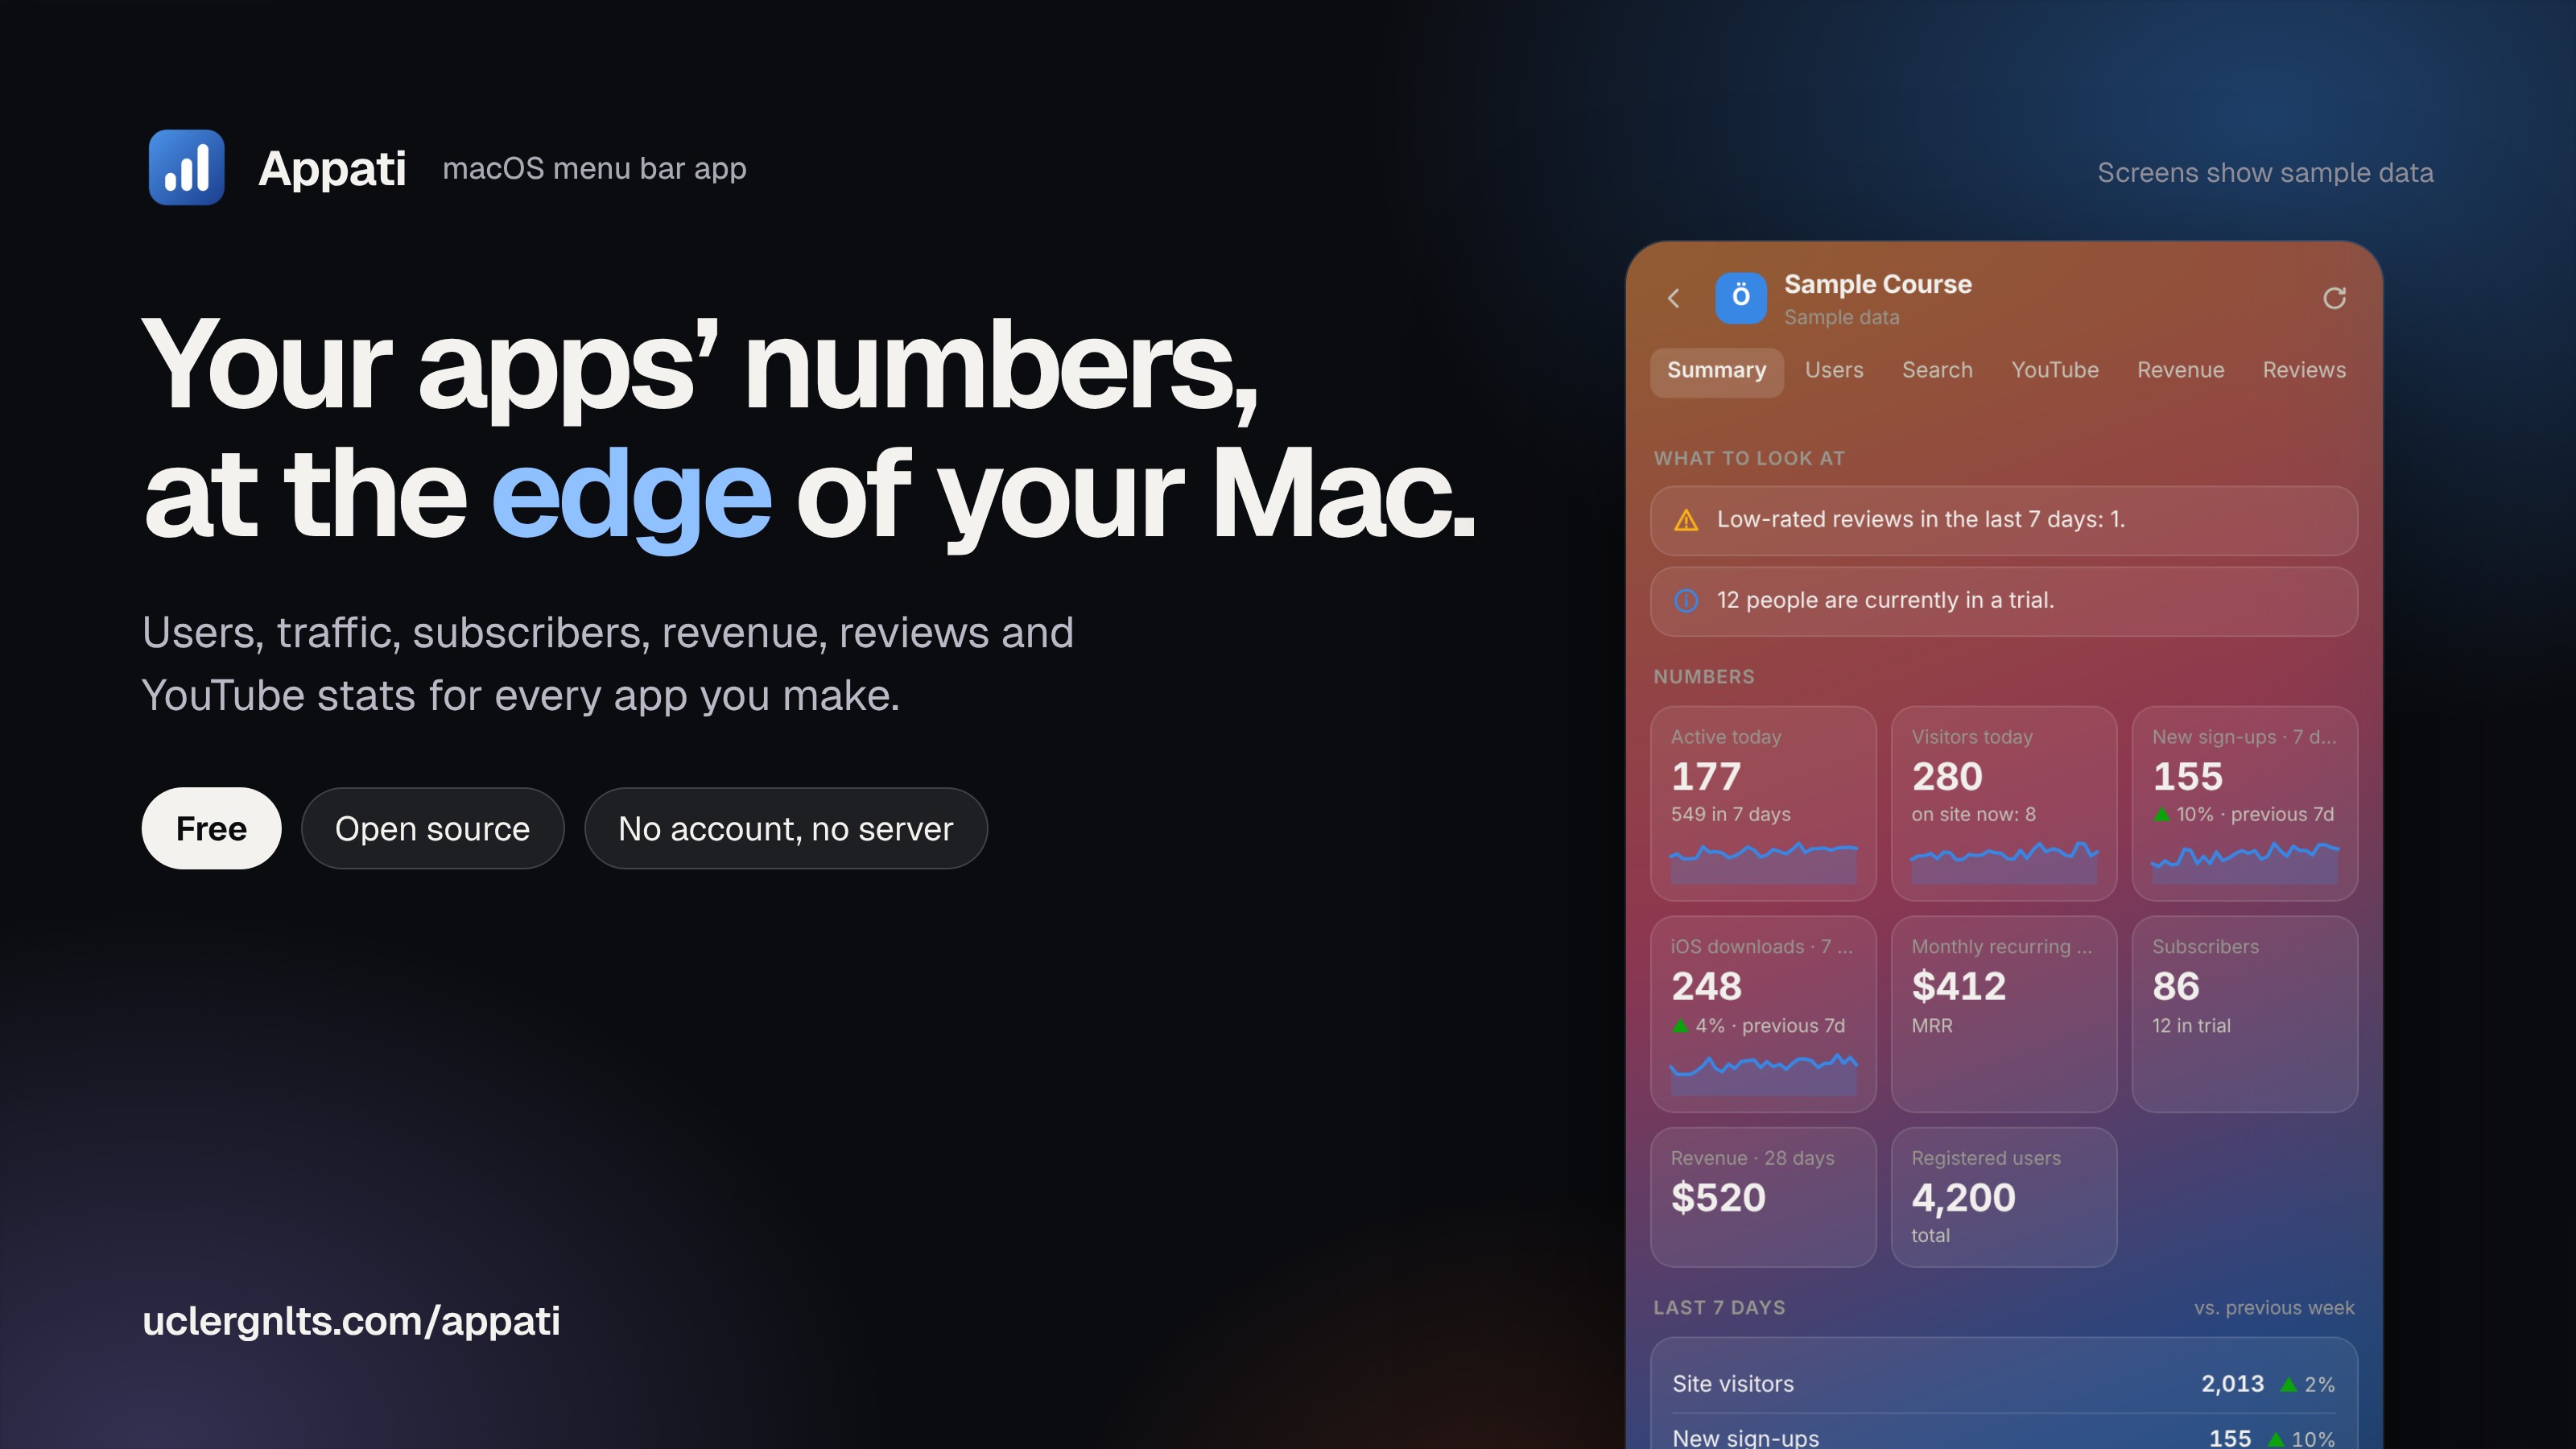 Appati macOS menu bar app
Screens show sample data
Your apps’ numbers,
at the edge of your Mac.
Users, traffic, subscribers, revenue, reviews and
YouTube stats for every app you make.
Free
Open source
No account, no server
uclergnlts.com/appati
Ö
Sample Course
Sample data
Summary Users Search YouTube Revenue Reviews
WHAT TO LOOK AT
Low-rated reviews in the last 7 days: 1.
12 people are currently in a trial.
NUMBERS
Active today
177
549 in 7 days
Visitors today
280
on site now: 8
New sign-ups · 7 d...
155
▲ 10% · previous 7d
iOS downloads · 7 ...
248
▲ 4% · previous 7d
Monthly recurring ...
$412
MRR
Subscribers
86
12 in trial
Revenue · 28 days
$520
Registered users
4,200
total
LAST 7 DAYS vs. previous week
Site visitors 2,013 ▲ 2%
New sign-ups 155 ▲ 10%